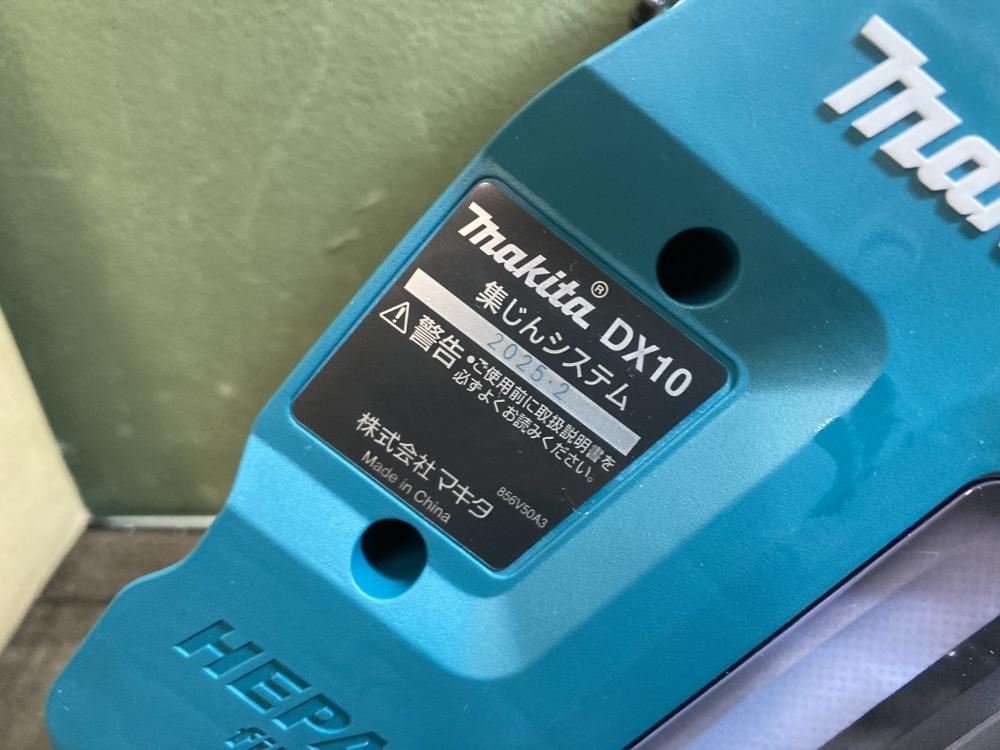 makita
makita® DX10
集じんシステム
2025・2
⚠警告
•ご使用前に取扱説明書を
必ずよくお読みください。
株式会社マキタ
Made in China
856V50A3
HEPA